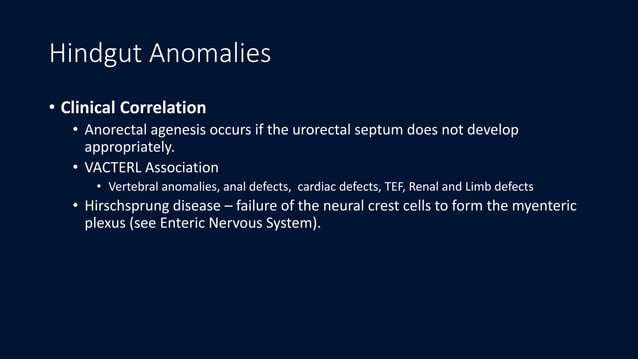 Hindgut Anomalies
• Clinical Correlation
• Anorectal agenesis occurs if the urorectal septum does not develop
appropriately.
• VACTERL Association
• Vertebral anomalies, anal defects, cardiac defects, TEF, Renal and Limb defects
• Hirschsprung disease – failure of the neural crest cells to form the myenteric
plexus (see Enteric Nervous System).